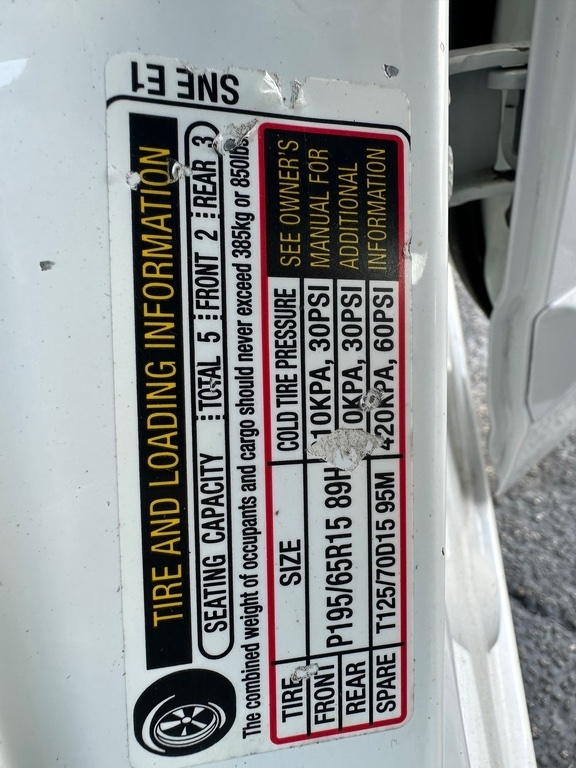 SNE E1
TIRE AND LOADING INFORMATION
SEATING CAPACITY TOTAL 5 FRONT 2 REAR 3
The combined weight of occupants and cargo should never exceed 385kg or 850lbs
TIRE SIZE COLD TIRE PRESSURE SEE OWNER'S MANUAL FOR ADDITIONAL INFORMATION
FRONT P195/65R15 89H 10KPA, 30PSI
REAR 0KPA, 30PSI
SPARE T125/70D15 95M 420KPA, 60PSI